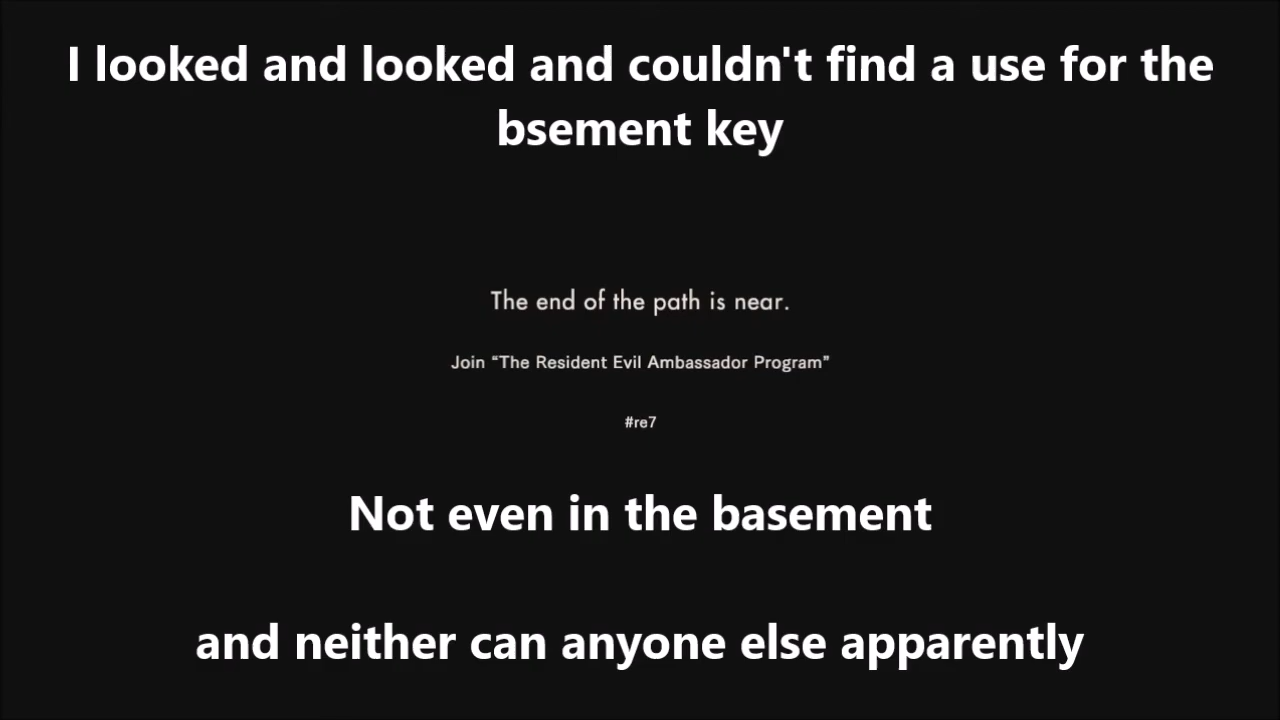 I looked and looked and couldn't find a use for the
bsement key
The end of the path is near.
Join “The Resident Evil Ambassador Program”
#re7
Not even in the basement
and neither can anyone else apparently